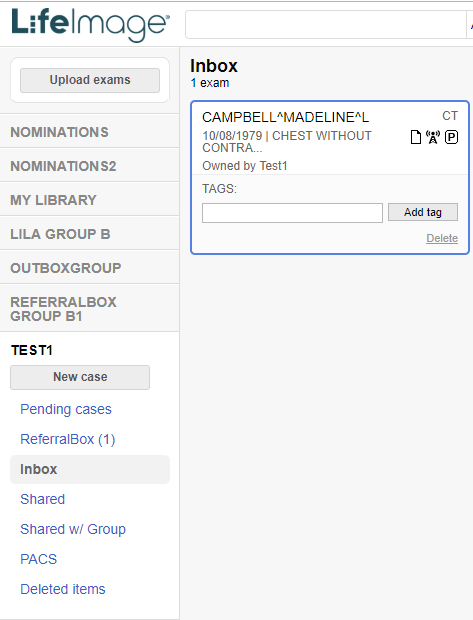 LifeImage
Upload exams
NOMINATIONS
NOMINATIONS2
MY LIBRARY
LILA GROUP B
OUTBOXGROUP
REFERRALBOX
GROUP B1
TEST1
New case
Pending cases
ReferralBox (1)
Inbox
Shared
Shared w/ Group
PACS
Deleted items
Inbox
1 exam
CAMPBELL^MADELINE^L CT
10/08/1979 | CHEST WITHOUT
CONTRA... P
Owned by Test1
TAGS:
Add tag
Delete